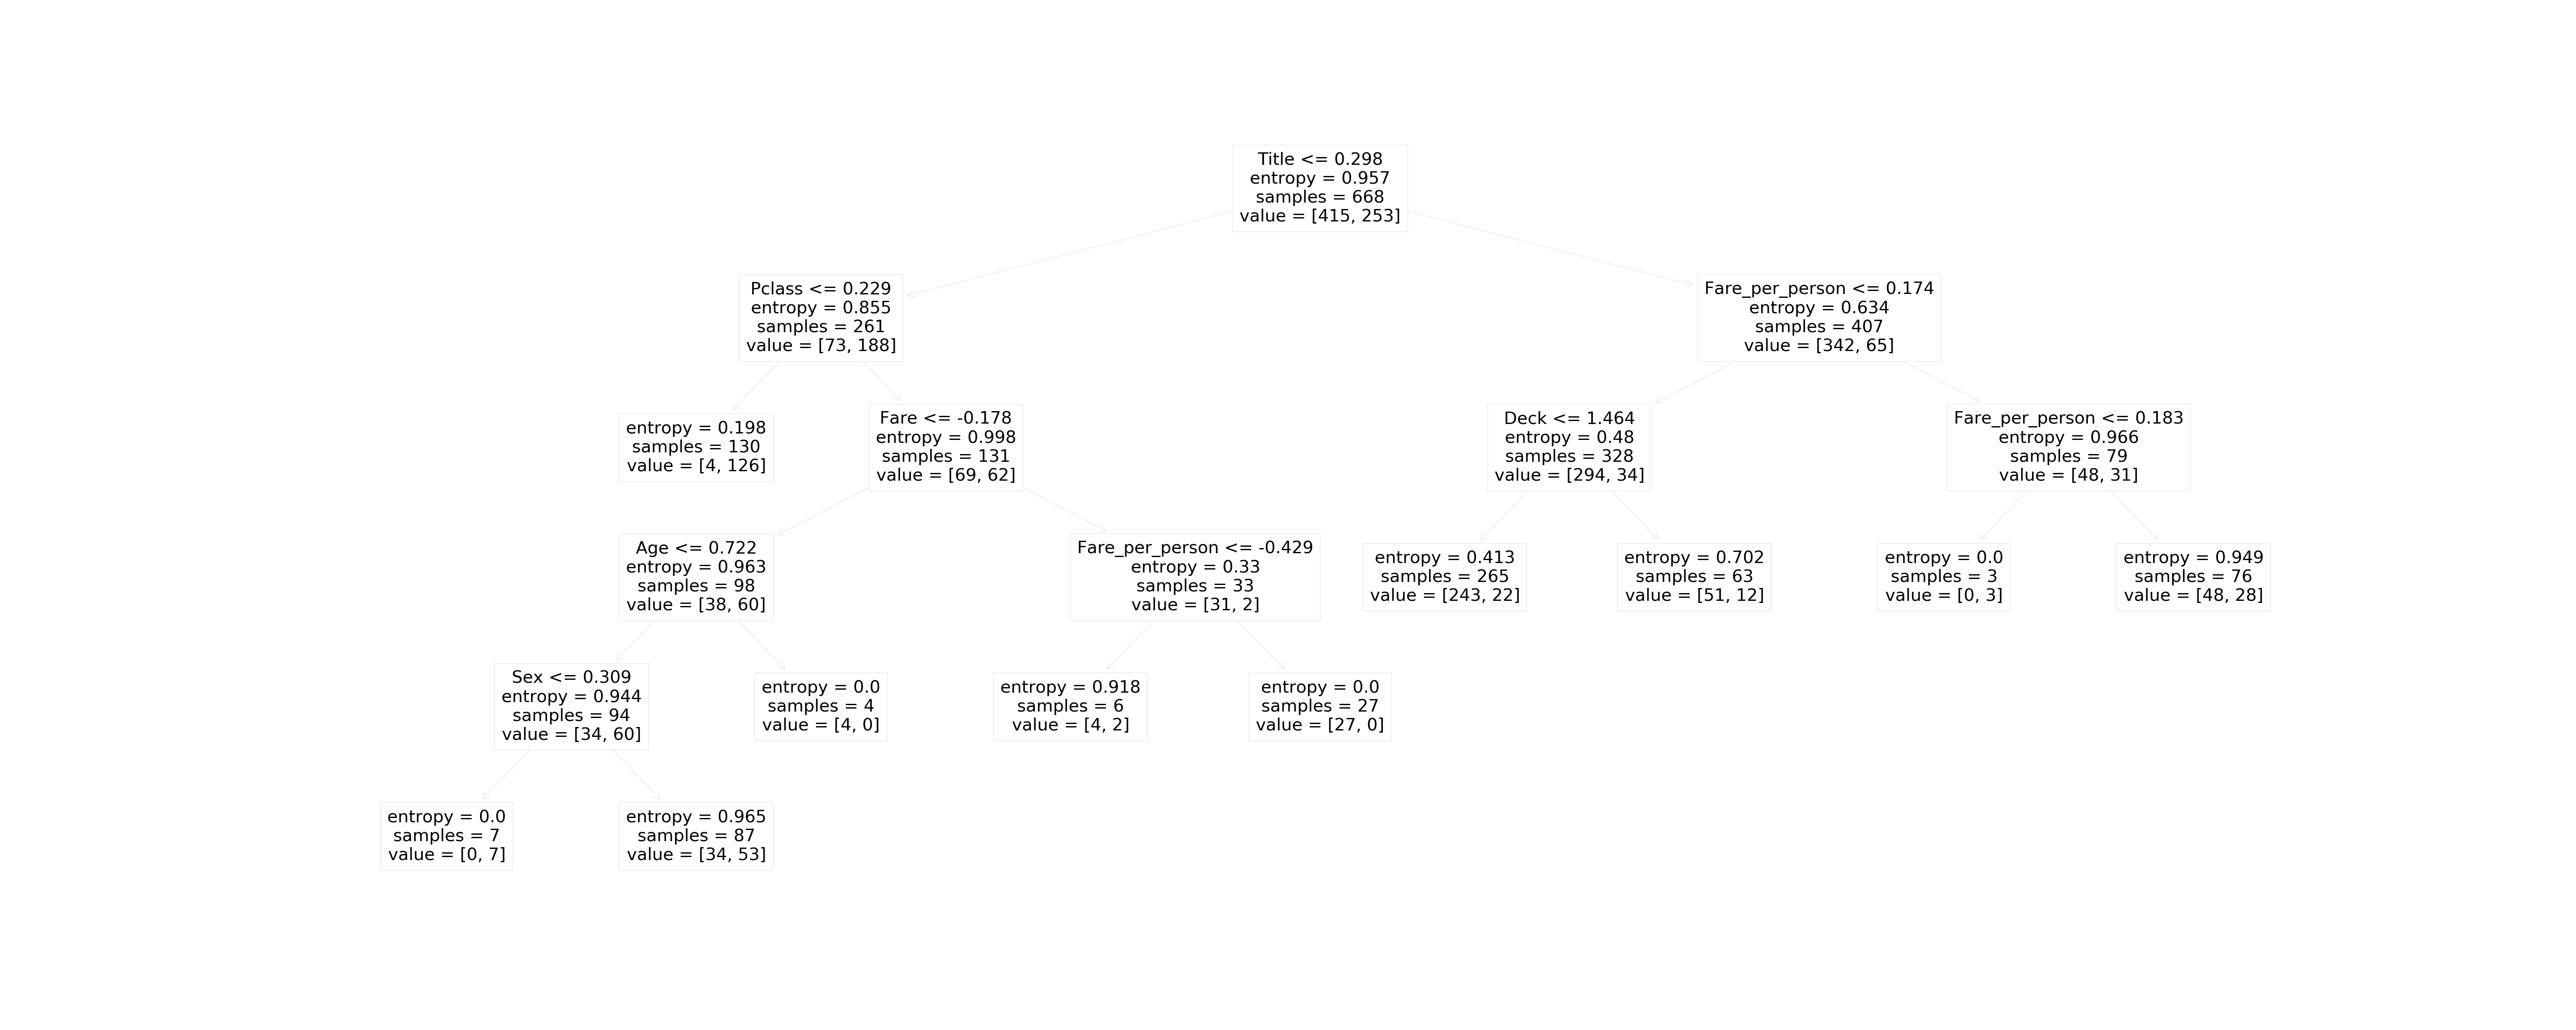 Title <= 0.298
entropy = 0.957
samples = 668
value = [415, 253]
Pclass <= 0.229
entropy = 0.855
samples = 261
value = [73, 188]
Fare_per_person <= 0.174
entropy = 0.634
samples = 407
value = [342, 65]
entropy = 0.198
samples = 130
value = [4, 126]
Fare <= -0.178
entropy = 0.998
samples = 131
value = [69, 62]
Deck <= 1.464
entropy = 0.48
samples = 328
value = [294, 34]
Fare_per_person <= 0.183
entropy = 0.966
samples = 79
value = [48, 31]
Age <= 0.722
entropy = 0.963
samples = 98
value = [38, 60]
Fare_per_person <= -0.429
entropy = 0.33
samples = 33
value = [31, 2]
entropy = 0.413
samples = 265
value = [243, 22]
entropy = 0.702
samples = 63
value = [51, 12]
entropy = 0.0
samples = 3
value = [0, 3]
entropy = 0.949
samples = 76
value = [48, 28]
Sex <= 0.309
entropy = 0.944
samples = 94
value = [34, 60]
entropy = 0.0
samples = 4
value = [4, 0]
entropy = 0.918
samples = 6
value = [4, 2]
entropy = 0.0
samples = 27
value = [27, 0]
entropy = 0.0
samples = 7
value = [0, 7]
entropy = 0.965
samples = 87
value = [34, 53]